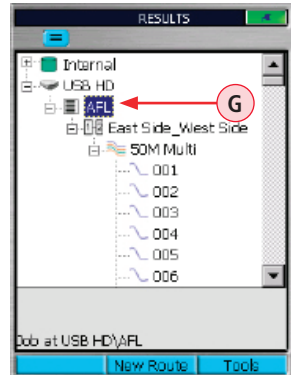 RESULTS
Internal
USB HD
AFL
G
East Side_West Side
50M Multi
001
002
003
004
005
006
Job at USB HD\AFL
New Route
Tools